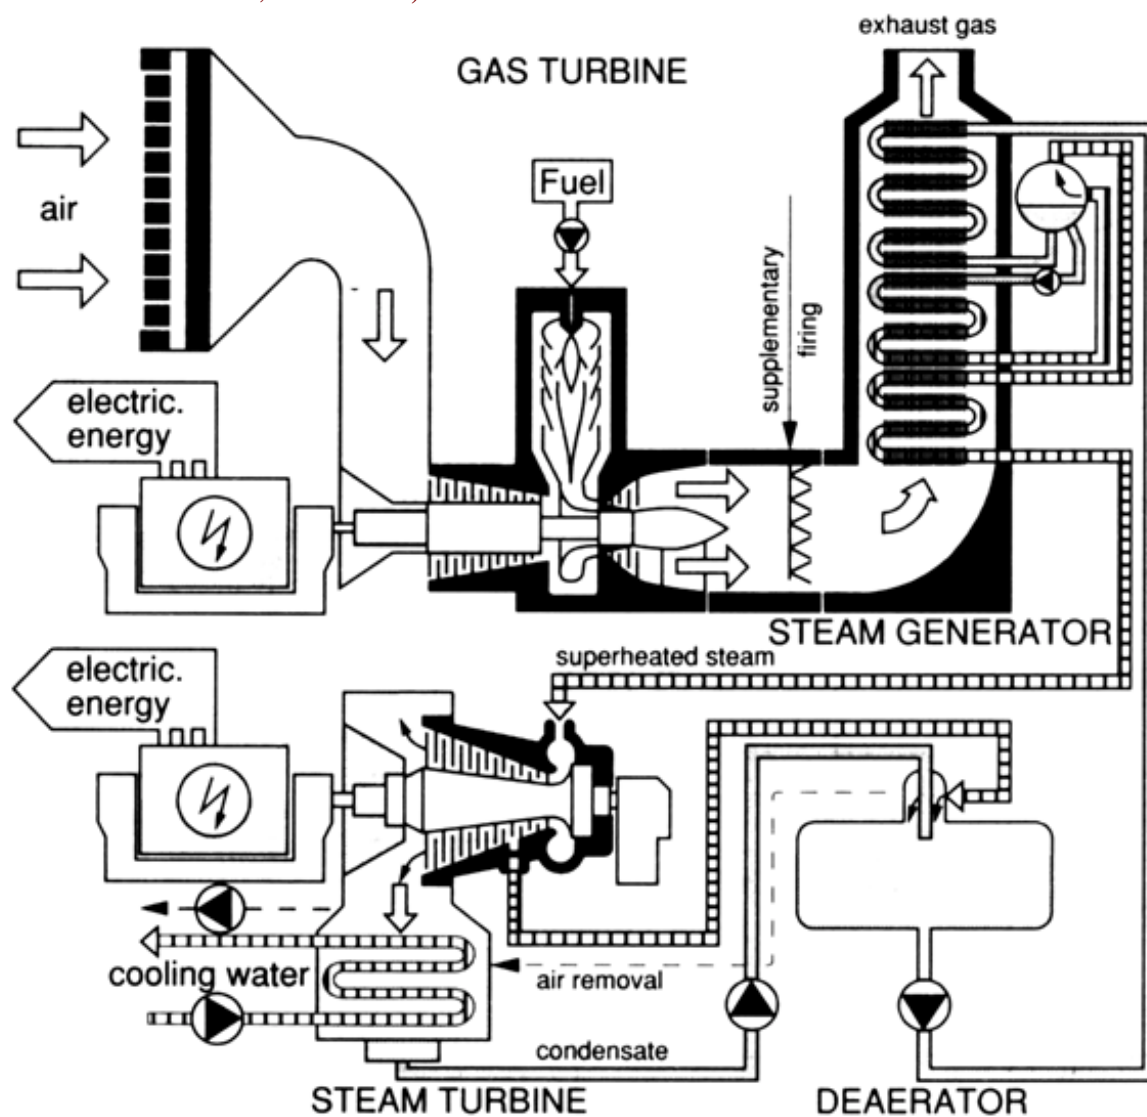 exhaust gas
GAS TURBINE
Fuel
air
supplementary
firing
electric.
energy
STEAM GENERATOR
superheated steam
electric.
energy
cooling water
air removal
condensate
STEAM TURBINE
DEAERATOR